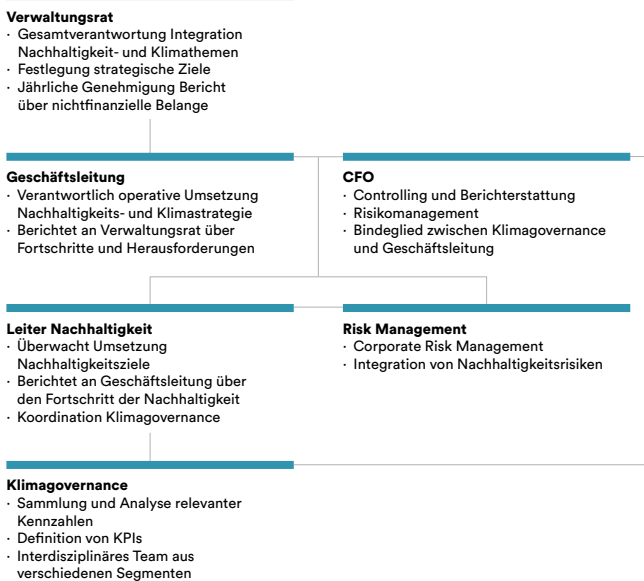 Verwaltungsrat
· Gesamtverantwortung Integration
Nachhaltigkeit- und Klimathemen
· Festlegung strategische Ziele
· Jährliche Genehmigung Bericht
über nichtfinanzielle Belange
Geschäftsleitung
· Verantwortlich operative Umsetzung
Nachhaltigkeits- und Klimastrategie
· Berichtet an Verwaltungsrat über
Fortschritte und Herausforderungen
CFO
· Controlling und Berichterstattung
· Risikomanagement
· Bindeglied zwischen Klimagovernance
und Geschäftsleitung
Leiter Nachhaltigkeit
· Überwacht Umsetzung
Nachhaltigkeitsziele
· Berichtet an Geschäftsleitung über
den Fortschritt der Nachhaltigkeit
· Koordination Klimagovernance
Risk Management
· Corporate Risk Management
· Integration von Nachhaltigkeitsrisiken
Klimagovernance
· Sammlung und Analyse relevanter
Kennzahlen
· Definition von KPIs
· Interdisziplinäres Team aus
verschiedenen Segmenten